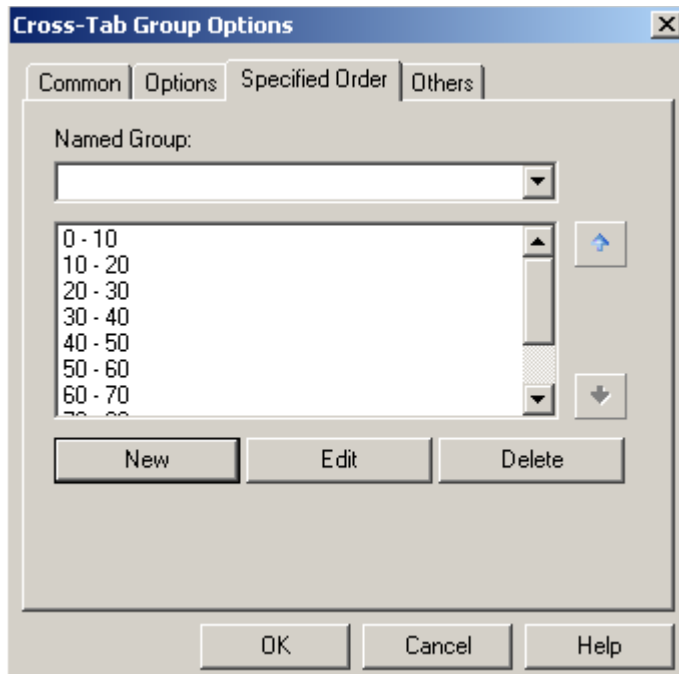 Cross-Tab Group Options
Common Options Specified Order Others
Named Group:
0 - 10
10 - 20
20 - 30
30 - 40
40 - 50
50 - 60
60 - 70
New Edit Delete
OK Cancel Help